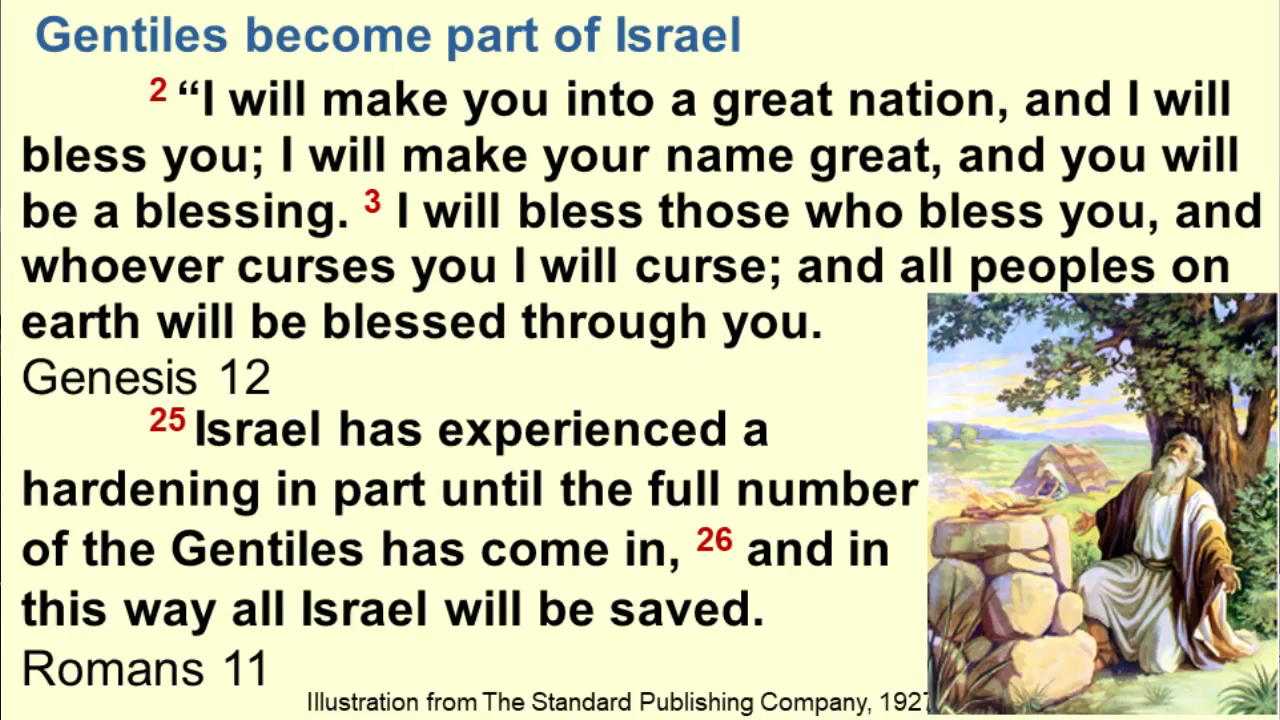 Gentiles become part of Israel
2 “I will make you into a great nation, and I will
bless you; I will make your name great, and you will
be a blessing. 3 I will bless those who bless you, and
whoever curses you I will curse; and all peoples on
earth will be blessed through you.
Genesis 12
25 Israel has experienced a
hardening in part until the full number
of the Gentiles has come in, 26 and in
this way all Israel will be saved.
Romans 11
Illustration from The Standard Publishing Company, 1927